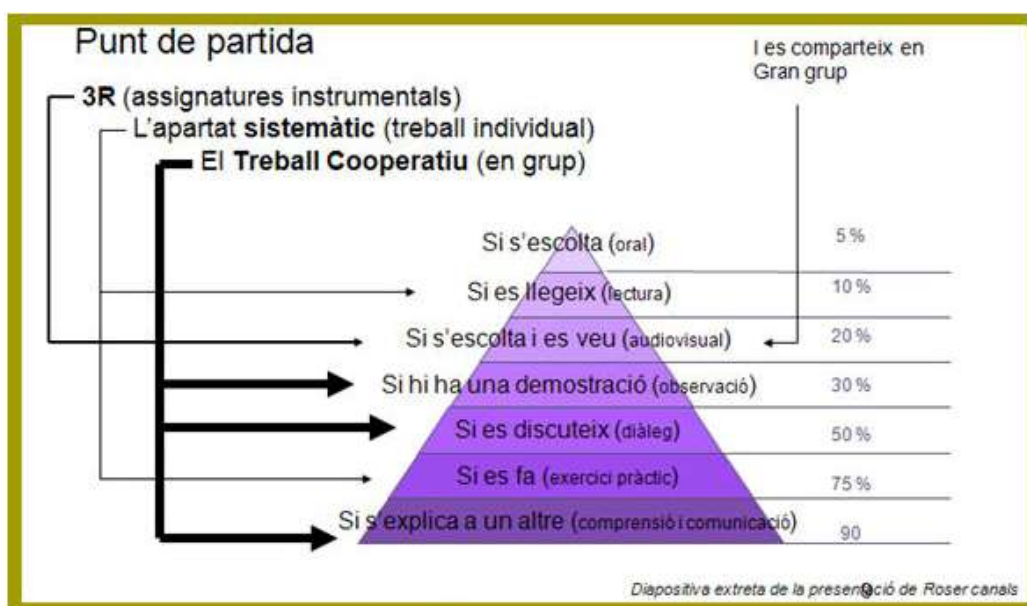 Punt de partida
I es comparteix en
Gran grup
3R (assignatures instrumentals)
L'apartat sistemàtic (treball individual)
El Treball Cooperatiu (en grup)
Si s'escolta (oral)
5 %
Si es llegeix (lectura)
10 %
Si s'escolta i es veu (audiovisual)
20 %
Si hi ha una demostració (observació)
30 %
Si es discuteix (diàleg)
50 %
Si es fa (exercici pràctic)
75 %
Si s'explica a un altre (comprensió i comunicació)
90
Diapositiva extreta de la presentació de Roser canals